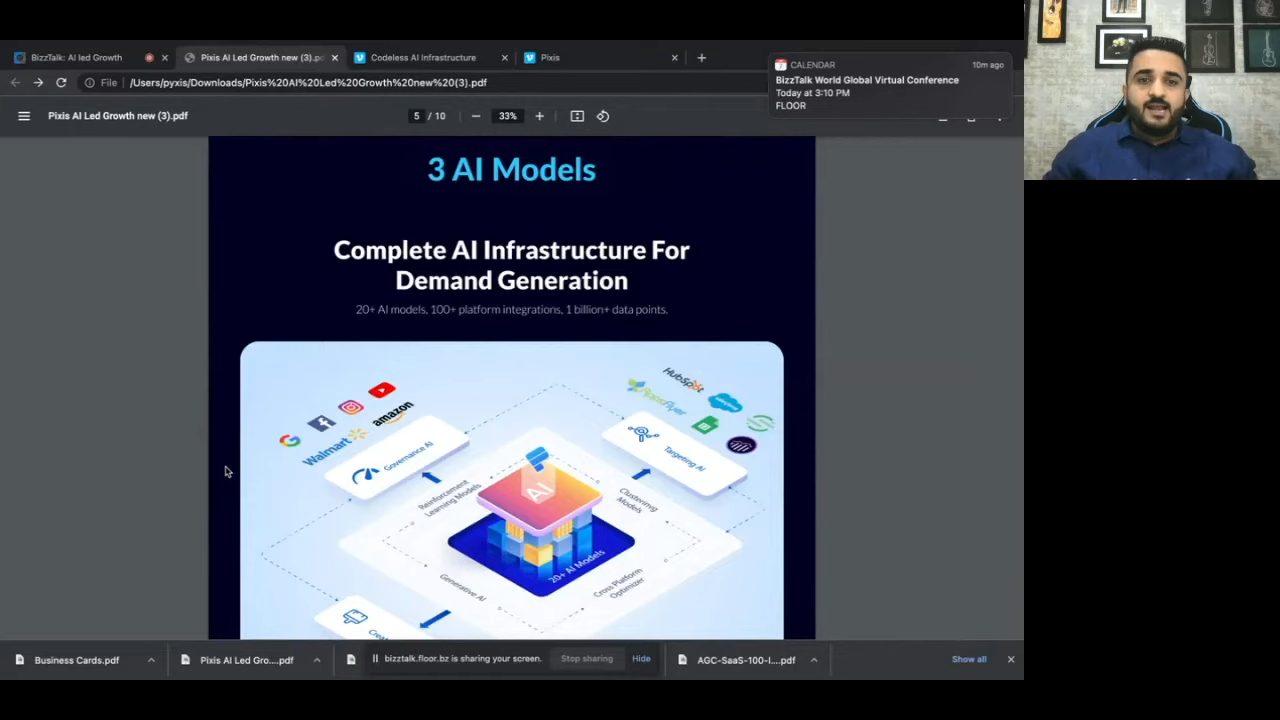 BizzTalk: AI led Growth
Pixis AI Led Growth new (3).pd
Codeless AI Infrastructure
Pixis
File
/Users/pyxis/Downloads/Pixis%20AI%20Led%20Growth%20new%20(3).pdf
CALENDAR
10m ago
BizzTalk World Global Virtual Conference
Today at 3:10 PM
FLOOR
Pixis AI Led Growth new (3).pdf
5 / 10
33%
3 AI Models
Complete AI Infrastructure For
Demand Generation
20+ AI models, 100+ platform integrations, 1 billion+ data points.
HubSpot
AppsFlyer
salesforce
amazon
Walmart
Governance AI
Targeting AI
Reinforcement
Learning Models
AI
Clustering
Models
20+ AI Models
Generative AI
Cross Platform
Optimizer
Business Cards.pdf
Pixis AI Led Gro....pdf
bizztalk.floor.bz is sharing your screen.
Stop sharing
Hide
AGC-SaaS-100-I....pdf
Show all